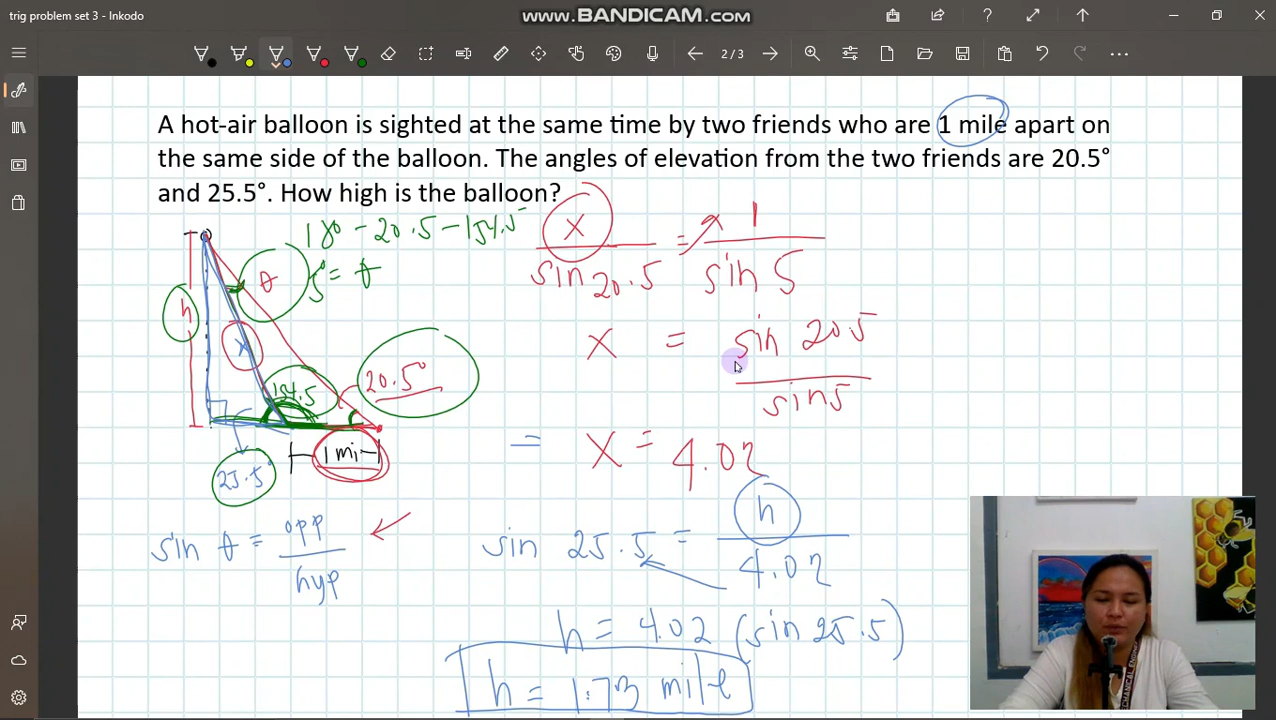 trig problem set 3 - Inkodo
www.BANDICAM.com
2/3
A hot-air balloon is sighted at the same time by two friends who are 1 mile apart on
the same side of the balloon. The angles of elevation from the two friends are 20.5°
and 25.5°. How high is the balloon?
180 - 20.5 - 154.5
5° = θ
θ
h
x
154.5
20.5°
25.5°
1 mi
x / sin 20.5 = 1 / sin 5
x = sin 20.5 / sin 5
= x = 4.02
sin θ = opp / hyp
sin 25.5 = h / 4.02
h = 4.02 (sin 25.5)
h = 1.73 mile